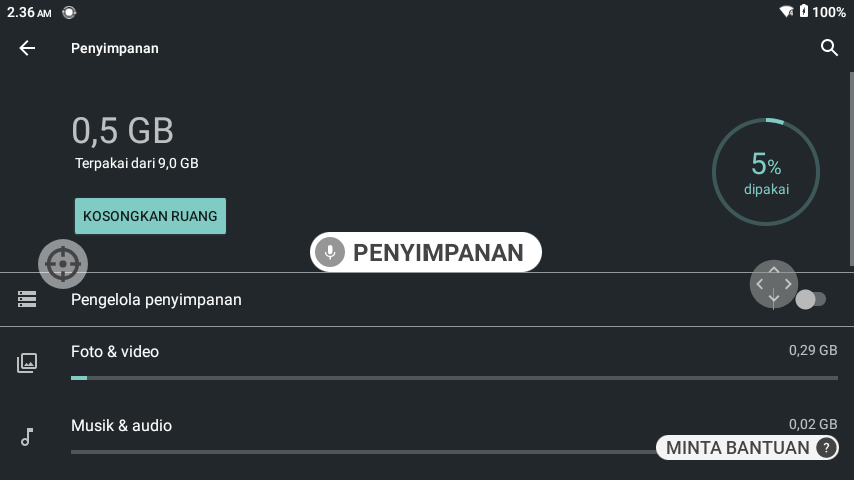 2.36 AM
100%
Penyimpanan
0,5 GB
Terpakai dari 9,0 GB
5%
dipakai
KOSONGKAN RUANG
PENYIMPANAN
Pengelola penyimpanan
Foto & video
0,29 GB
Musik & audio
0,02 GB
MINTA BANTUAN ?